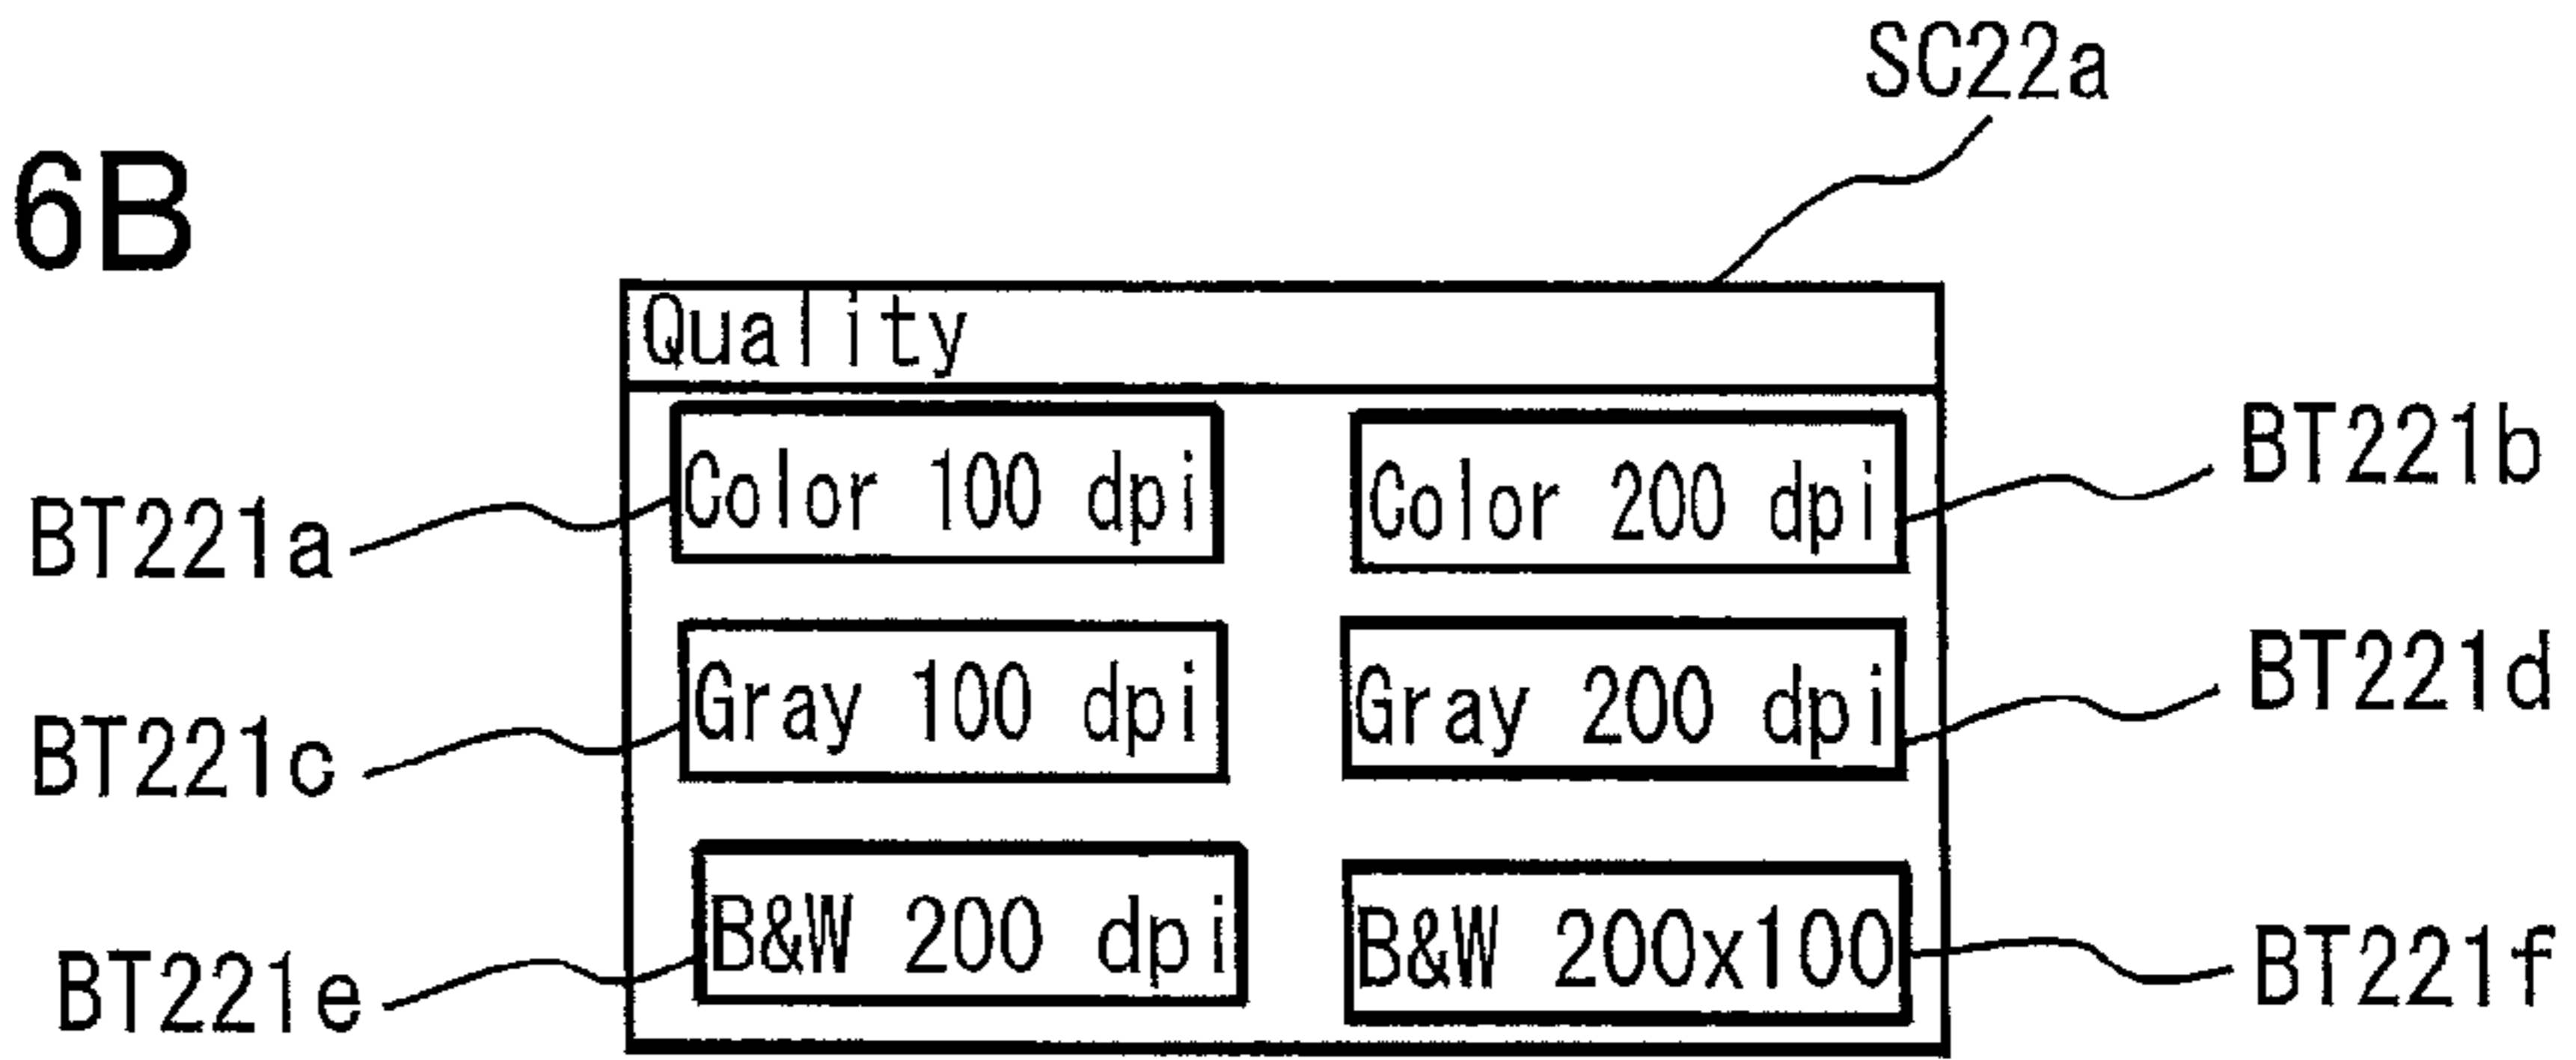 SC22a
6B
Quality
BT221a Color 100 dpi Color 200 dpi BT221b
BT221c Gray 100 dpi Gray 200 dpi BT221d
BT221e B&W 200 dpi B&W 200x100 BT221f